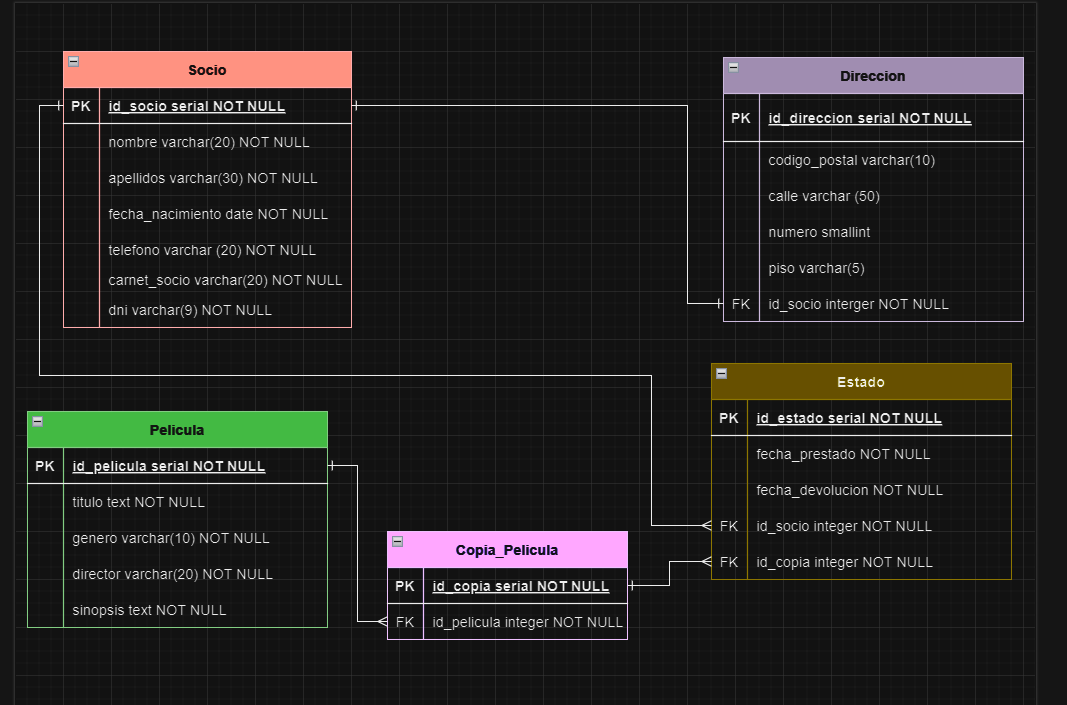 Socio
PK id_socio serial NOT NULL
nombre varchar(20) NOT NULL
apellidos varchar(30) NOT NULL
fecha_nacimiento date NOT NULL
telefono varchar (20) NOT NULL
carnet_socio varchar(20) NOT NULL
dni varchar(9) NOT NULL
Direccion
PK id_direccion serial NOT NULL
codigo_postal varchar(10)
calle varchar (50)
numero smallint
piso varchar(5)
FK id_socio interger NOT NULL
Estado
PK id_estado serial NOT NULL
fecha_prestado NOT NULL
fecha_devolucion NOT NULL
FK id_socio integer NOT NULL
FK id_copia integer NOT NULL
Pelicula
PK id_pelicula serial NOT NULL
titulo text NOT NULL
genero varchar(10) NOT NULL
director varchar(20) NOT NULL
sinopsis text NOT NULL
Copia_Pelicula
PK id_copia serial NOT NULL
FK id_pelicula integer NOT NULL